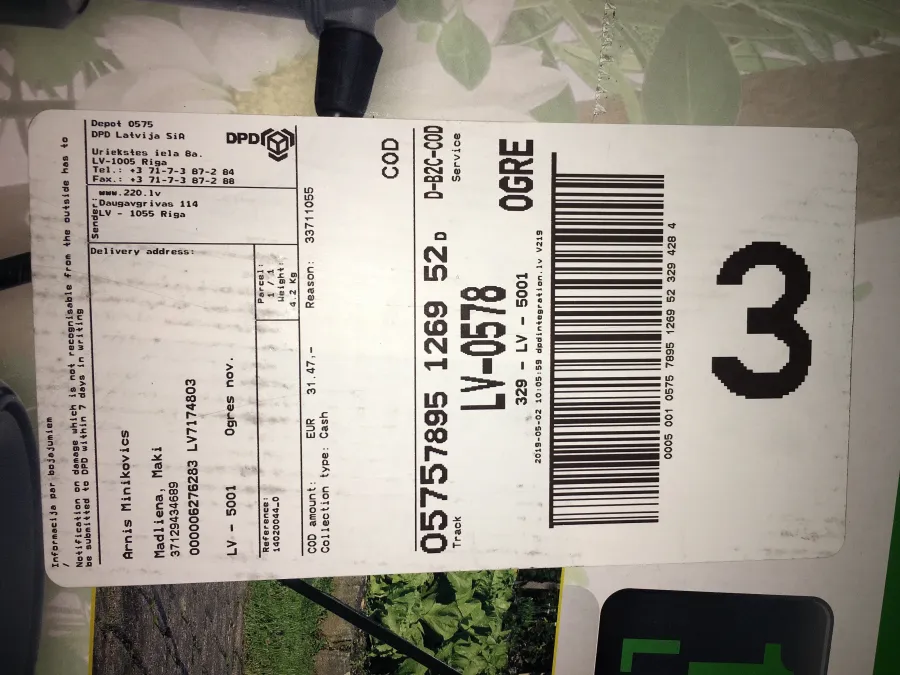 Informacija par bojajumiem
/
Notification on damage which is not recognisable from the outside has to
be submitted to DPD within 7 days in writing
Depot 0575
DPD Latvija SiA
Uriekstes iela 8a.
LV-1005 Riga
Tel.: +3 71-7-3 87-2 84
Fax.: +3 71-7-3 87-2 88
DPD
Sender:
www.220.lv
Daugavgrivas 114
LV - 1055 Riga
Delivery address:
Arnis Minikovics
Madliena, Maki
37129434689
000006276283 LV7174803
LV - 5001 Ogres nov.
Parcel:
1 / 1
Weight:
4.2 Kg
Reference:
14020044_0
COD amount: EUR 31.47,- Reason: 33711055
Collection type: Cash
COD
05757895 1269 52 D D-B2C-COD
Track Service
LV-0578
OGRE
329 - LV - 5001
2019-05-02 10:05:59 dpdintegration.lv V219
0005 001 0575 7895 1269 52 329 428 4
3